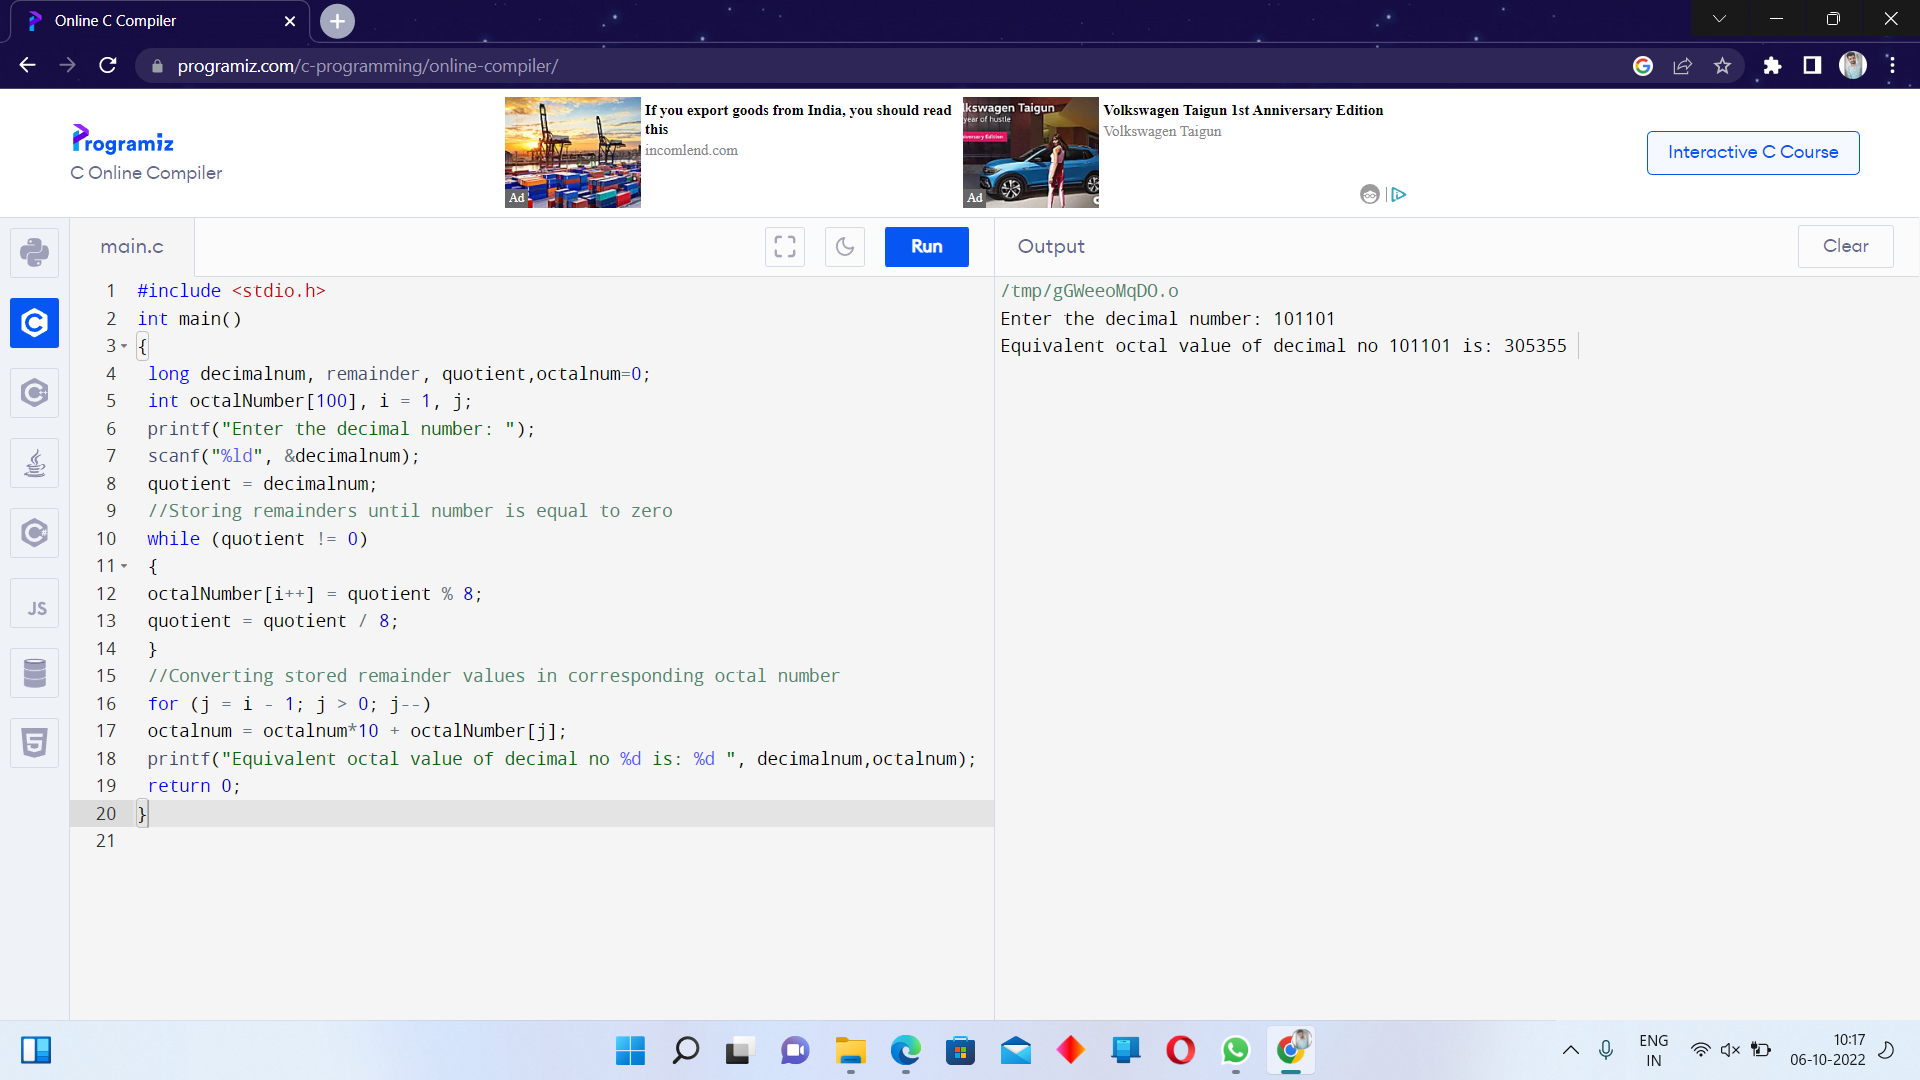 Online C Compiler
programiz.com/c-programming/online-compiler/
Programiz
C Online Compiler
If you export goods from India, you should read
this
incomlend.com
Ad
lkswagen Taigun
year of hustle
iversary Edition
Ad
Volkswagen Taigun 1st Anniversary Edition
Volkswagen Taigun
Interactive C Course
main.c
Run
Output
Clear
JS
1 #include <stdio.h>
2 int main()
3 {
4 long decimalnum, remainder, quotient,octalnum=0;
5 int octalNumber[100], i = 1, j;
6 printf("Enter the decimal number: ");
7 scanf("%ld", &decimalnum);
8 quotient = decimalnum;
9 //Storing remainders until number is equal to zero
10 while (quotient != 0)
11 {
12 octalNumber[i++] = quotient % 8;
13 quotient = quotient / 8;
14 }
15 //Converting stored remainder values in corresponding octal number
16 for (j = i - 1; j > 0; j--)
17 octalnum = octalnum*10 + octalNumber[j];
18 printf("Equivalent octal value of decimal no %d is: %d ", decimalnum,octalnum);
19 return 0;
20 }
21
/tmp/gGWeeoMqDO.o
Enter the decimal number: 101101
Equivalent octal value of decimal no 101101 is: 305355
ENG
IN
10:17
06-10-2022